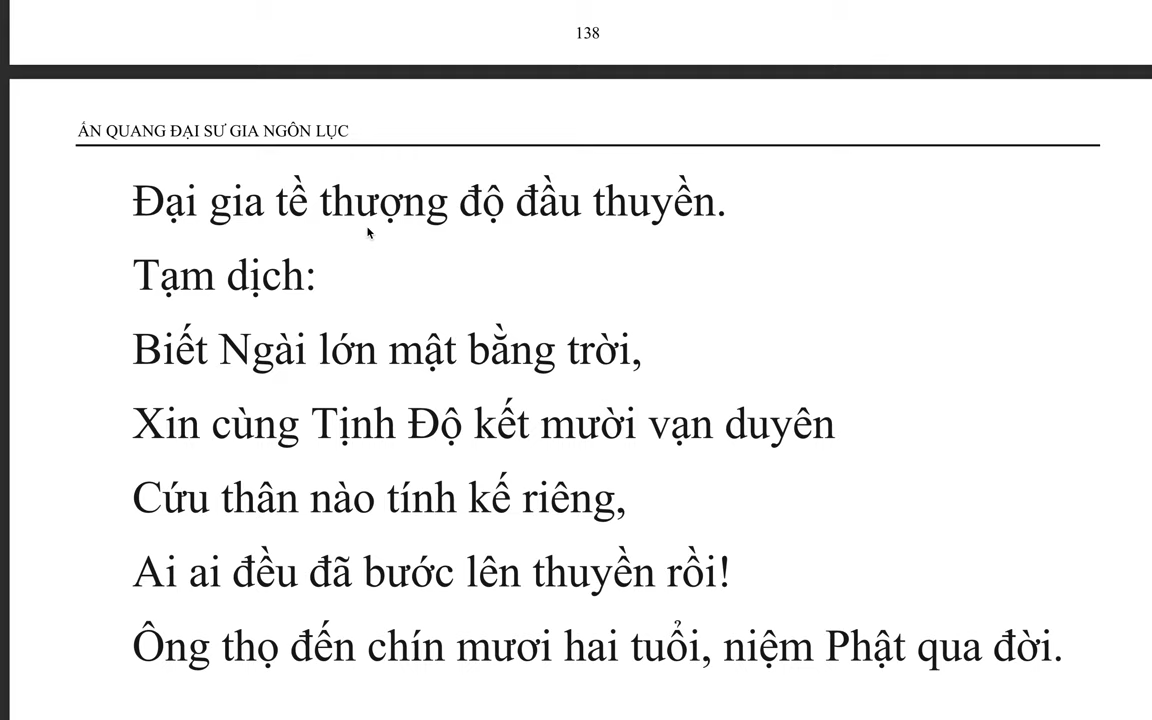 138
ẤN QUANG ĐẠI SƯ GIA NGÔN LỤC
Đại gia tề thượng độ đầu thuyền.
Tạm dịch:
Biết Ngài lớn mật bằng trời,
Xin cùng Tịnh Độ kết mười vạn duyên
Cứu thân nào tính kế riêng,
Ai ai đều đã bước lên thuyền rồi!
Ông thọ đến chín mươi hai tuổi, niệm Phật qua đời.